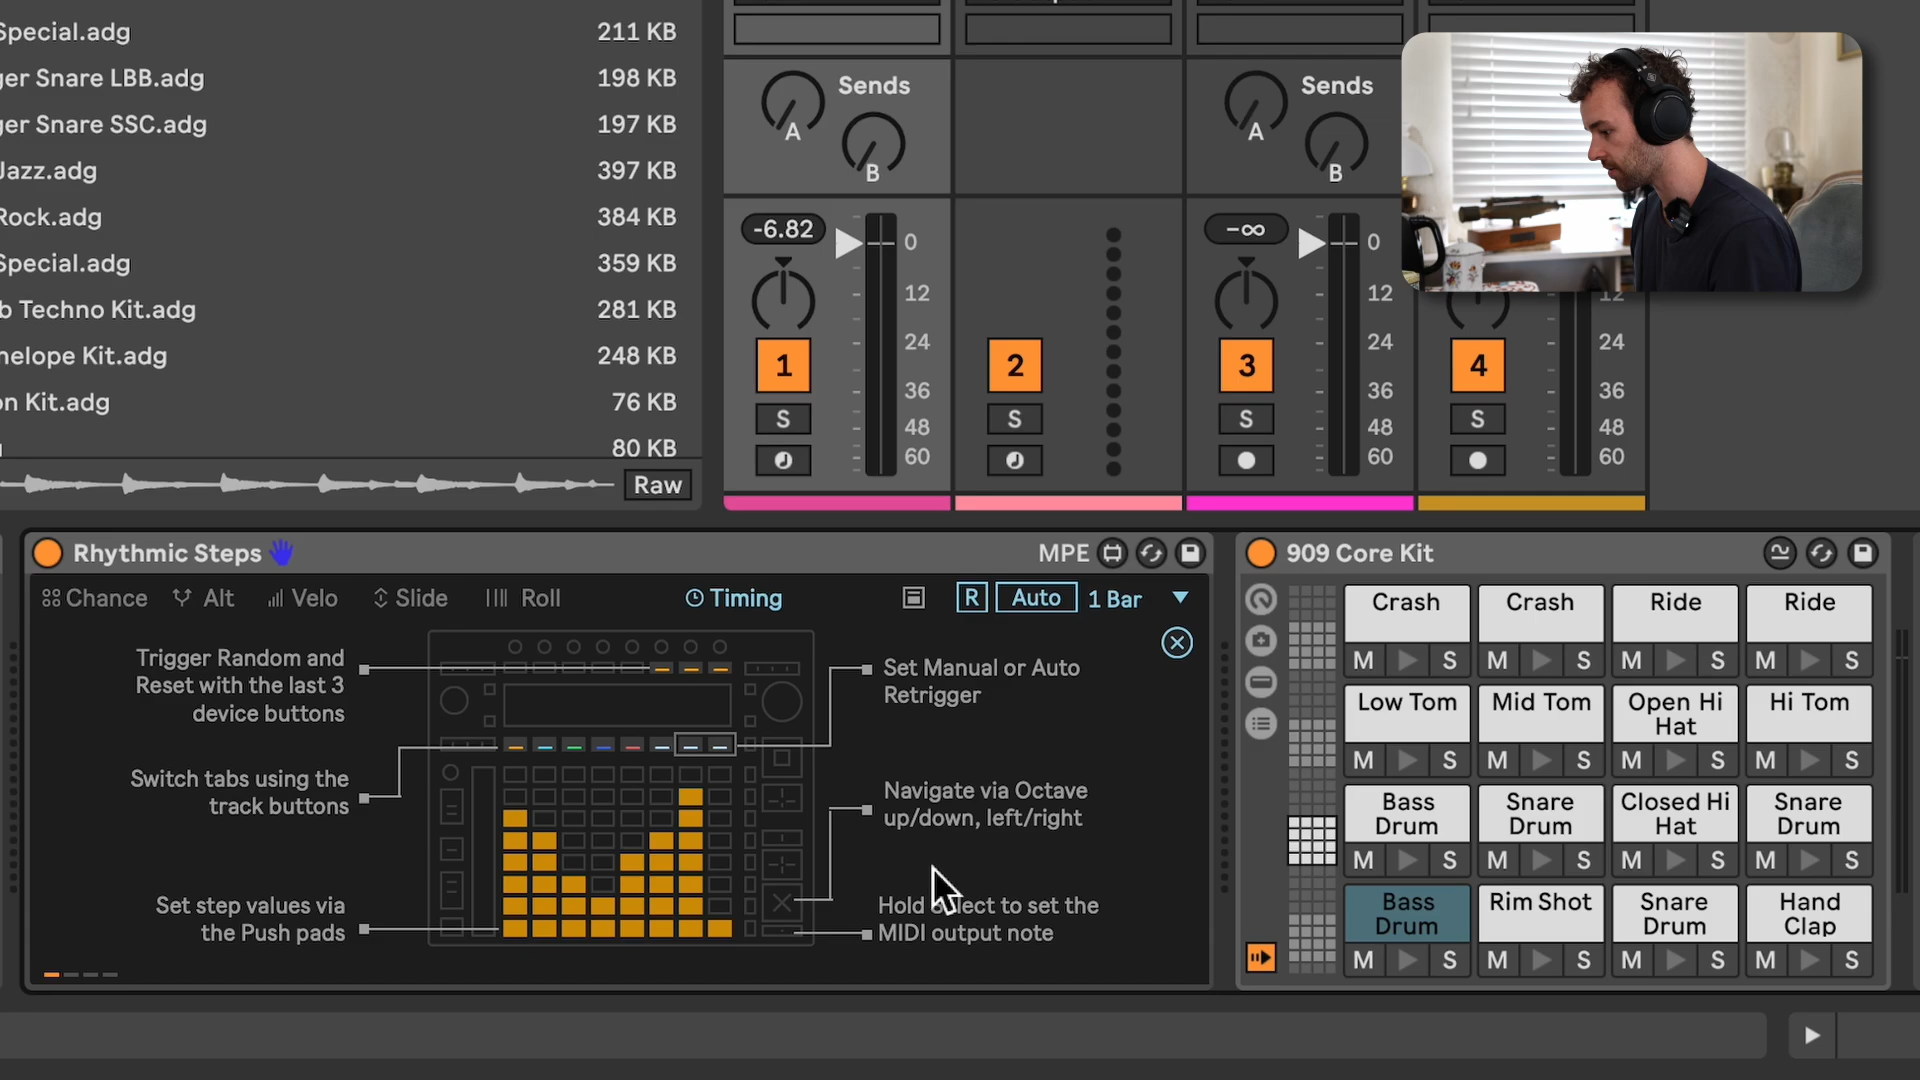 Special.adg 211 KB
ger Snare LBB.adg 198 KB
ger Snare SSC.adg 197 KB
Jazz.adg 397 KB
Rock.adg 384 KB
Special.adg 359 KB
b Techno Kit.adg 281 KB
nelope Kit.adg 248 KB
on Kit.adg 76 KB
80 KB
Raw
Sends
A
B
Sends
A
B
-6.82
0
12
24
36
48
60
-∞
0
12
24
36
48
60
12
24
36
48
60
1
S
2
S
3
S
4
S
Rhythmic Steps
MPE
Chance Alt Velo Slide Roll Timing R Auto 1 Bar
Trigger Random and
Reset with the last 3
device buttons
Switch tabs using the
track buttons
Set step values via
the Push pads
Set Manual or Auto
Retrigger
Navigate via Octave
up/down, left/right
Hold select to set the
MIDI output note
909 Core Kit
Crash Crash Ride Ride
M S M S M S M S
Low Tom Mid Tom Open Hi Hat Hi Tom
M S M S M S M S
Bass Drum Snare Drum Closed Hi Hat Snare Drum
M S M S M S M S
Bass Drum Rim Shot Snare Drum Hand Clap
M S M S M S M S